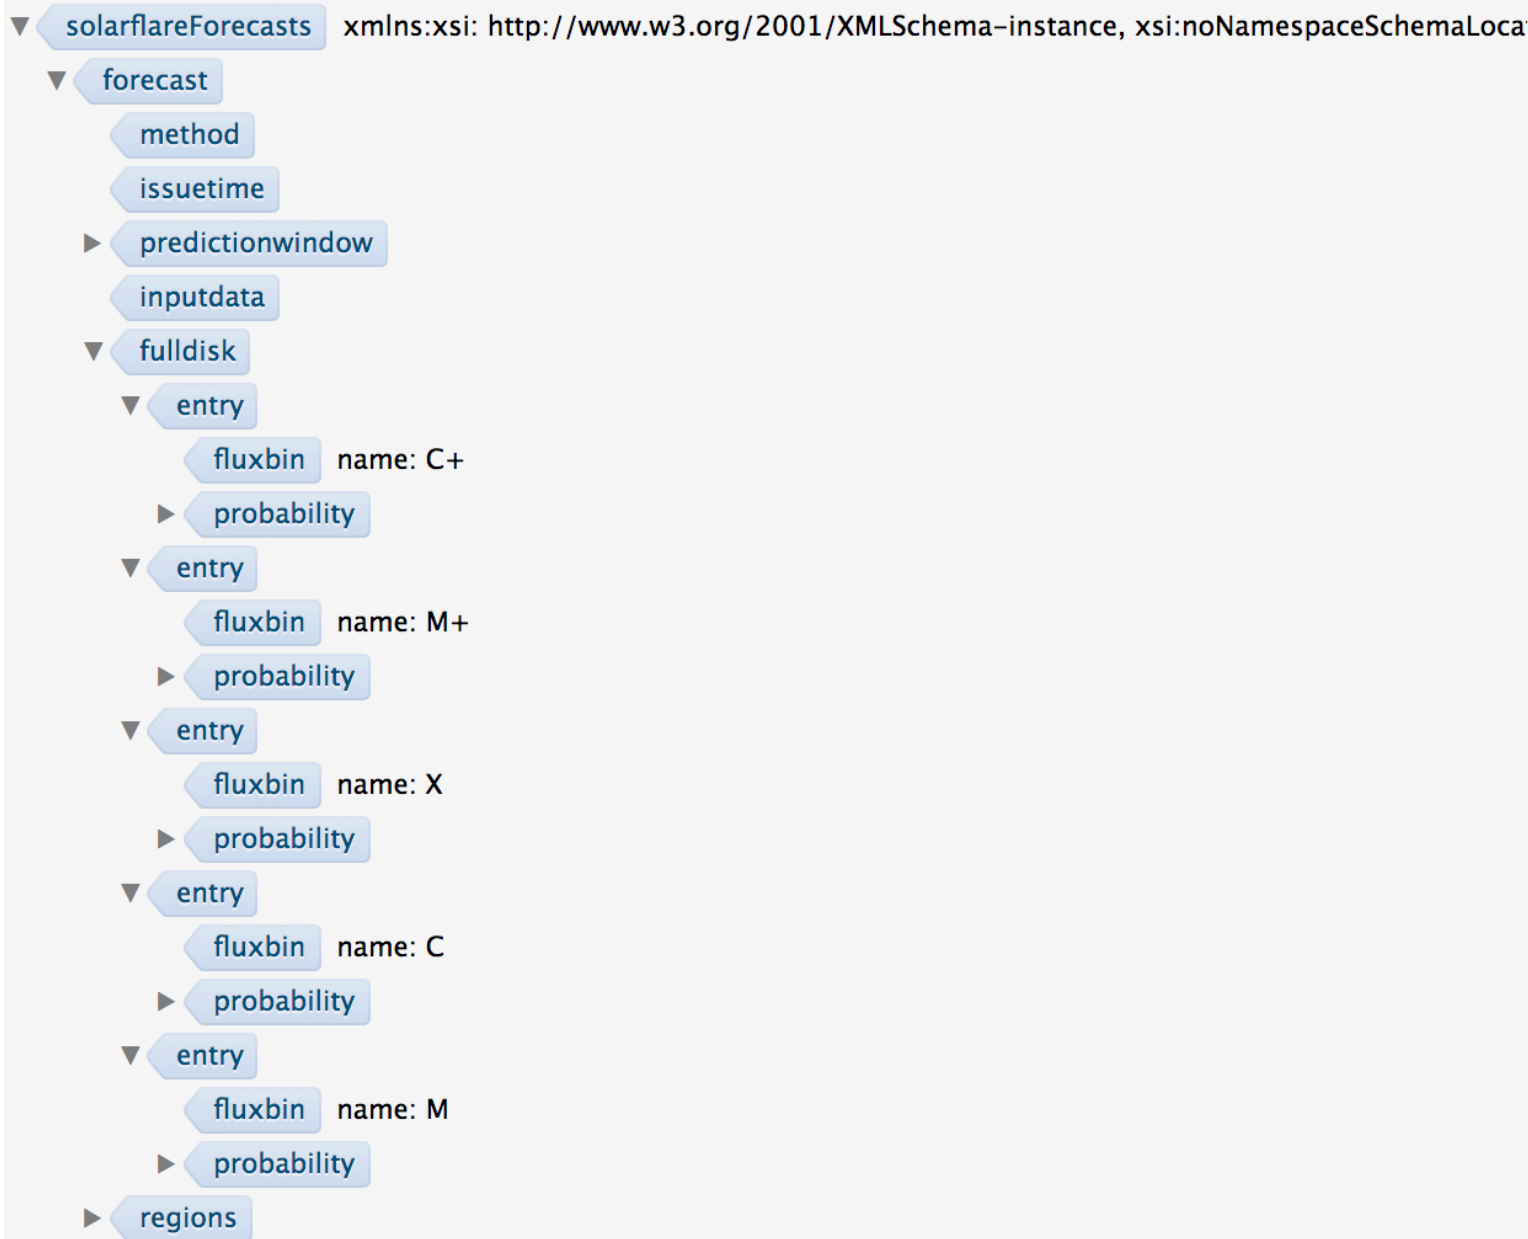 solarflareForecasts xmlns:xsi: http://www.w3.org/2001/XMLSchema-instance, xsi:noNamespaceSchemaLoca
forecast
method
issuetime
predictionwindow
inputdata
fulldisk
entry
fluxbin name: C+
probability
entry
fluxbin name: M+
probability
entry
fluxbin name: X
probability
entry
fluxbin name: C
probability
entry
fluxbin name: M
probability
regions